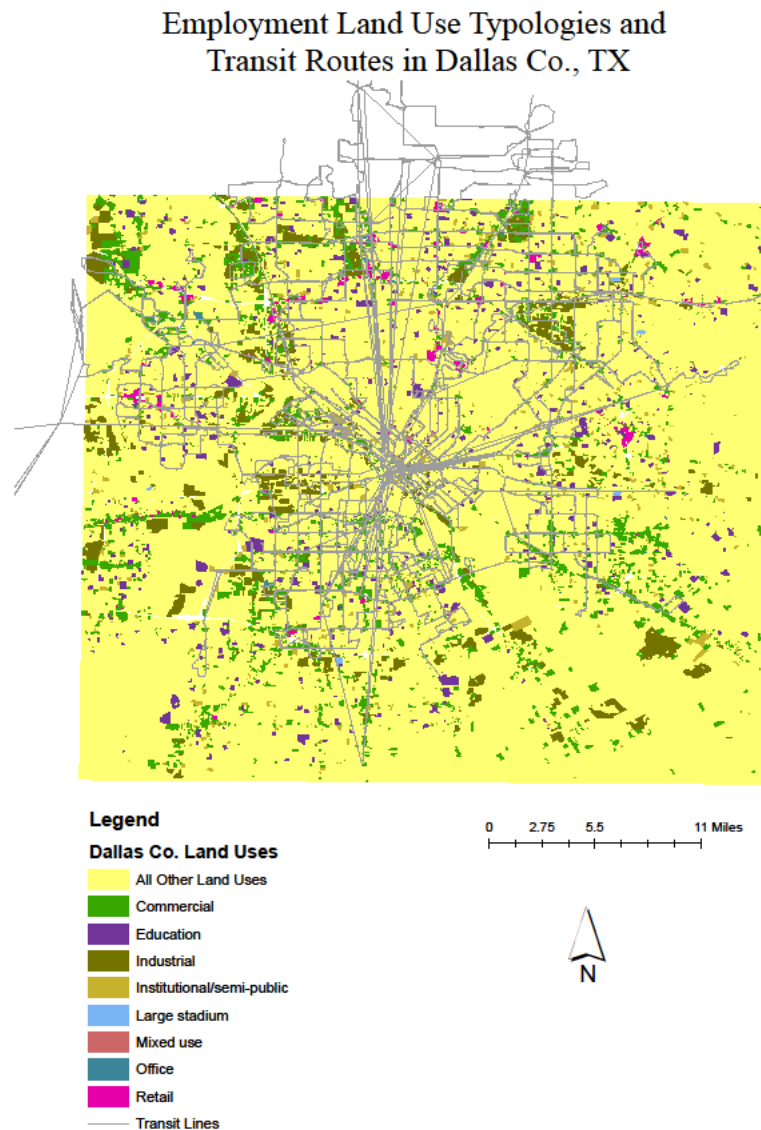 Employment Land Use Typologies and
Transit Routes in Dallas Co., TX
Legend
Dallas Co. Land Uses
All Other Land Uses
Commercial
Education
Industrial
Institutional/semi-public
Large stadium
Mixed use
Office
Retail
Transit Lines
0 2.75 5.5 11 Miles
N